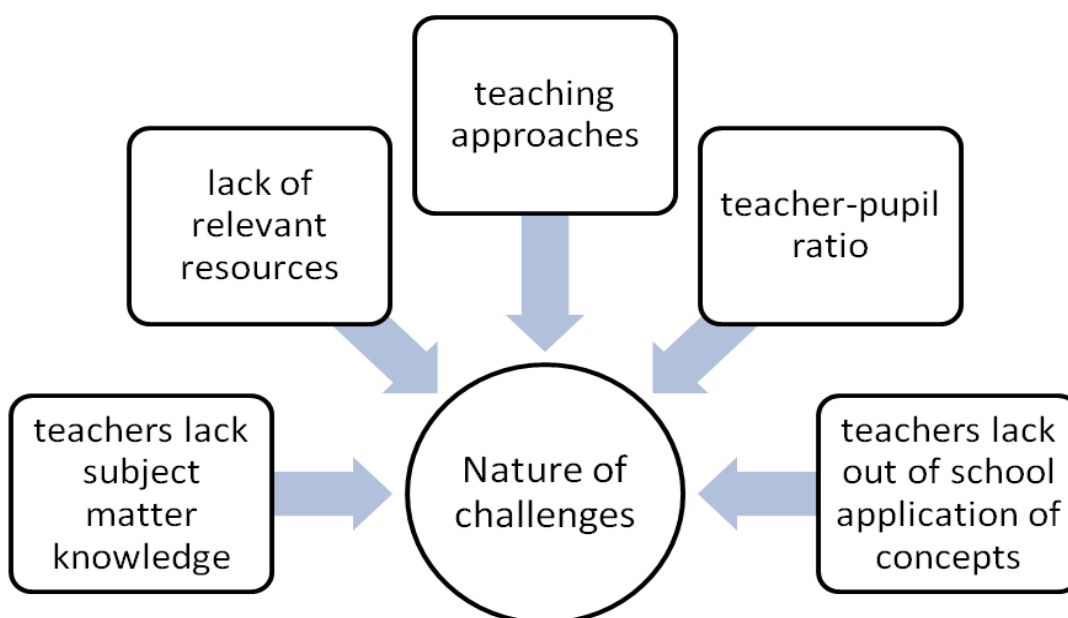 teaching
approaches
lack of
relevant
resources
teacher-pupil
ratio
teachers lack
subject
matter
knowledge
Nature of
challenges
teachers lack
out of school
application of
concepts